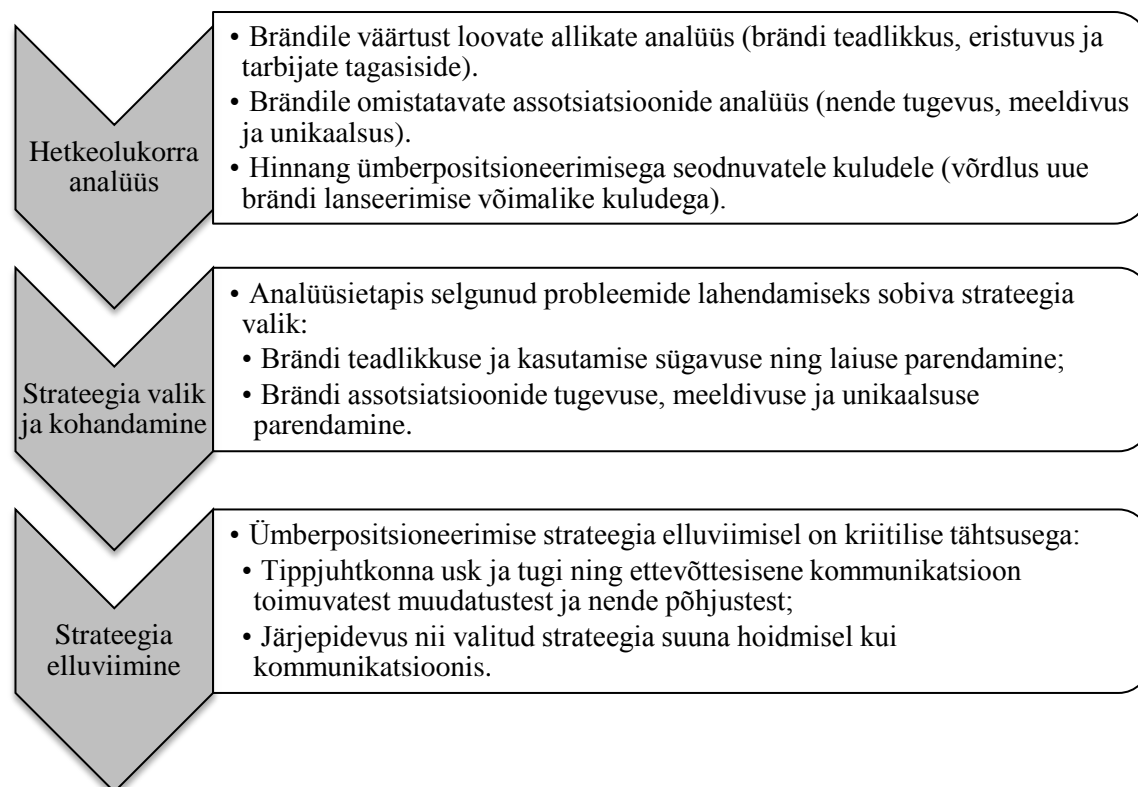 Hetkeolukorra
analüüs
• Brändile väärtust loovate allikate analüüs (brändi teadlikkus, eristuvus ja
tarbijate tagasiside).
• Brändile omistatavate assotsiatsioonide analüüs (nende tugevus, meeldivus
ja unikaalsus).
• Hinnang ümberpositsioneerimisega seodnuvatele kuludele (võrdlus uue
brändi lanseerimise võimalike kuludega).
Strateegia valik
ja kohandamine
• Analüüsietapis selgunud probleemide lahendamiseks sobiva strateegia
valik:
• Brändi teadlikkuse ja kasutamise sügavuse ning laiuse parendamine;
• Brändi assotsiatsioonide tugevuse, meeldivuse ja unikaalsuse
parendamine.
Strateegia
elluviimine
• Ümberpositsioneerimise strateegia elluviimisel on kriitilise tähtsusega:
• Tippjuhtkonna usk ja tugi ning ettevõttesisene kommunikatsioon
toimuvatest muudatustest ja nende põhjustest;
• Järjepidevus nii valitud strateegia suuna hoidmisel kui
kommunikatsioonis.